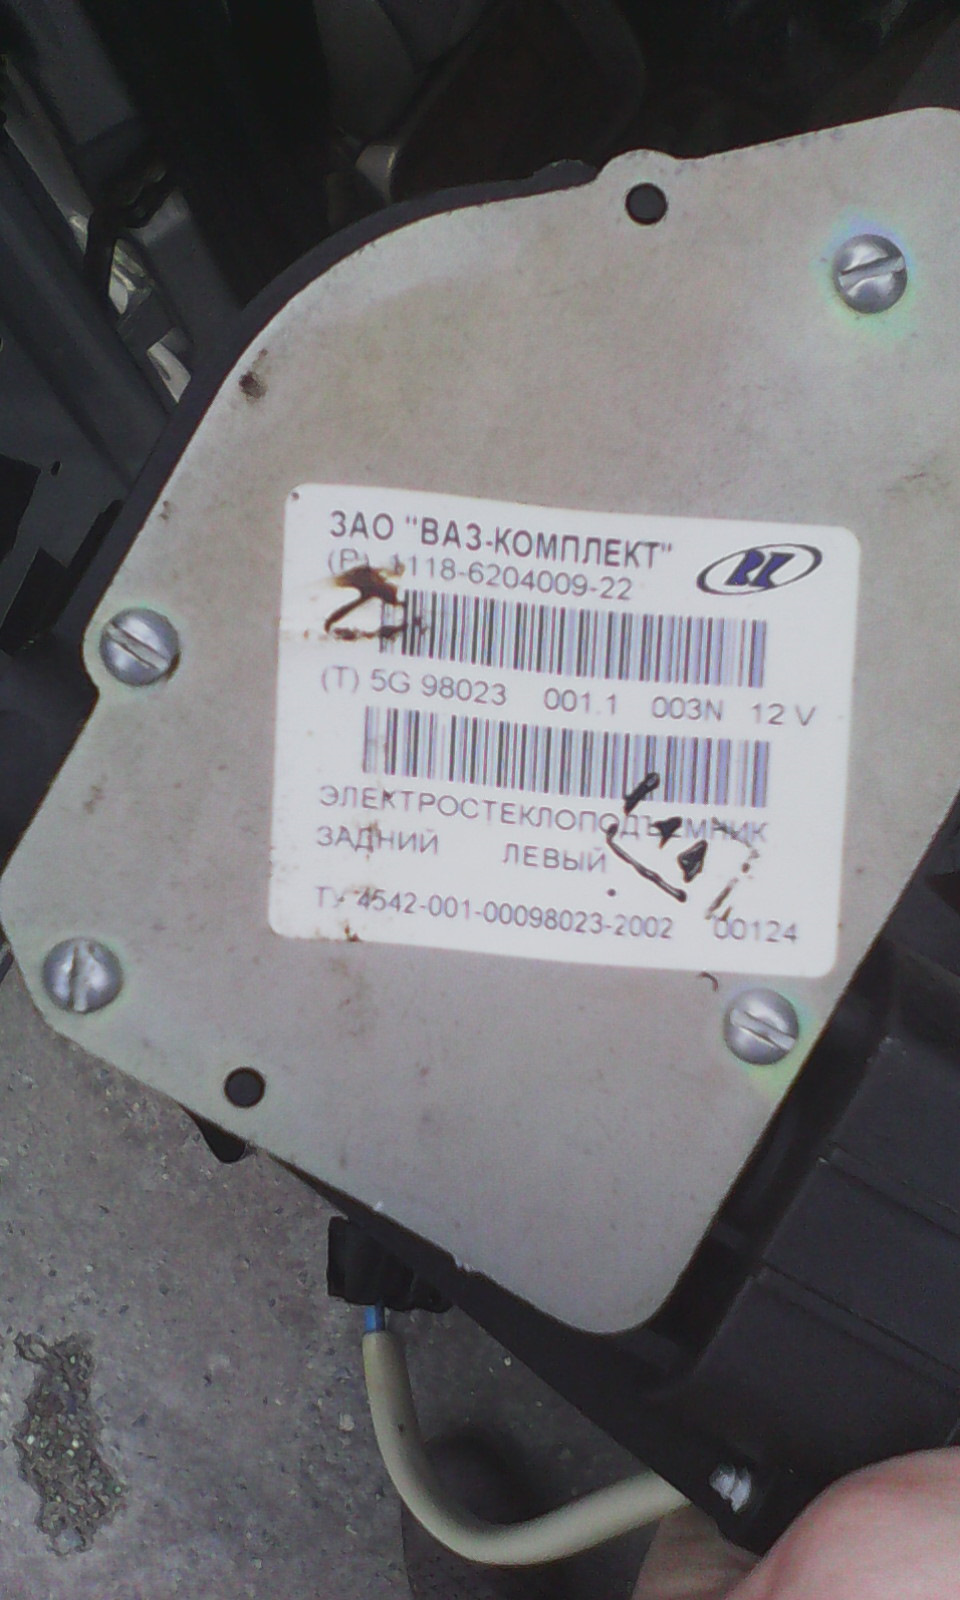 ЗАО "ВАЗ-КОМПЛЕКТ"
(P) 1118-6204009-22
(T) 5G 98023 001.1 003N 12 V
ЭЛЕКТРОСТЕКЛОПОДЪЕМНИК
ЗАДНИЙ ЛЕВЫЙ
ТУ 4542-001-00098023-2002 00124